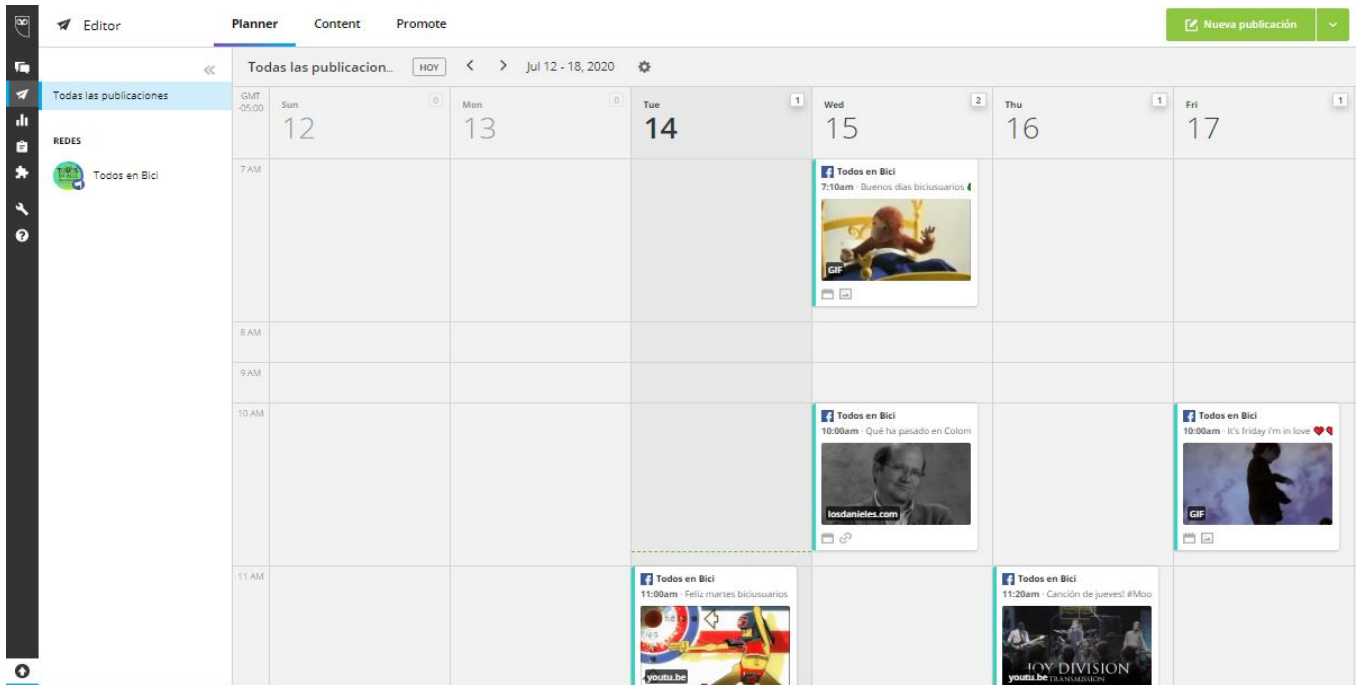 Editor
Planner
Content
Promote
Nueva publicación
Todas las publicacion...
HOY
Jul 12 - 18, 2020
Todas las publicaciones
REDES
Todos en Bici
GMT
-05:00
Sun
0
12
Mon
0
13
Tue
1
14
Wed
2
15
Thu
1
16
Fri
1
17
7 AM
Todos en Bici
7:10am · Buenos días biciusuarios
GIF
8 AM
9 AM
10 AM
Todos en Bici
10:00am · Qué ha pasado en Colom
losdanieles.com
Todos en Bici
10:00am · It's friday i'm in love
GIF
11 AM
Todos en Bici
11:00am · Feliz martes biciusuarios
youtu.be
Todos en Bici
11:20am · Canción de jueves! #Moo
JOY DIVISION
TRANSMISSION
youtu.be